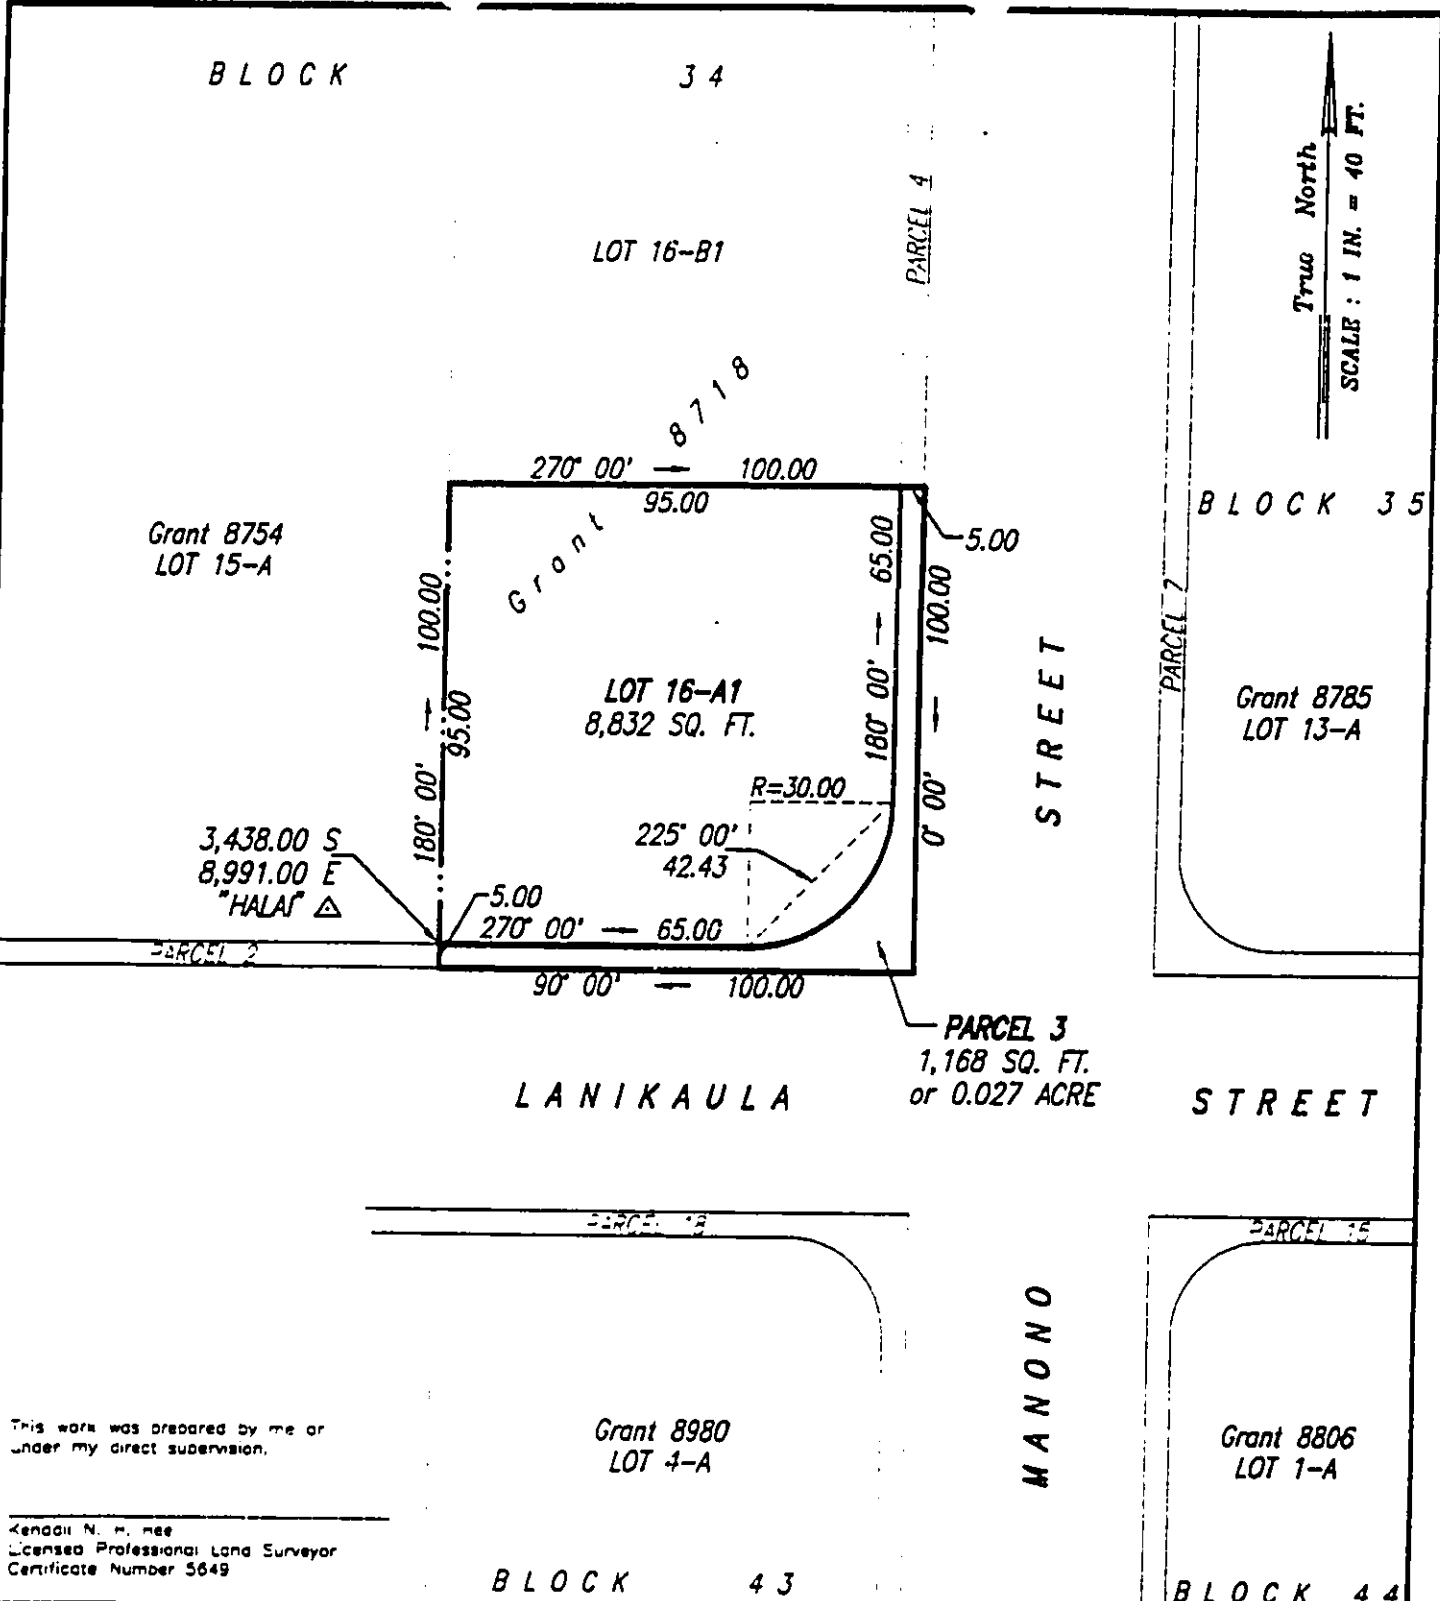 BLOCK 34
True North
SCALE : 1 IN. = 40 FT.
PARCEL 4
LOT 16-B1
Grant 8718
270° 00' 100.00
95.00
BLOCK 35
5.00
Grant 8754
LOT 15-A
180° 00' 100.00
95.00
180° 00' 65.00
0° 00' 100.00
PARCEL 7
LOT 16-A1
8,832 SQ. FT.
Grant 8785
LOT 13-A
STREET
R=30.00
225° 00'
42.43
3,438.00 S
8,991.00 E
"HALAI"
5.00
270° 00' 65.00
PARCEL 2
90° 00' 100.00
PARCEL 3
1,168 SQ. FT.
or 0.027 ACRE
LANIKAULA STREET
PARCEL 18
PARCEL 15
MANONO
This work was prepared by me or
under my direct supervision.
Grant 8980
LOT 4-A
Grant 8806
LOT 1-A
Kendall N. H. Hee
Licensed Professional Land Surveyor
Certificate Number 5649
BLOCK 43
BLOCK 44